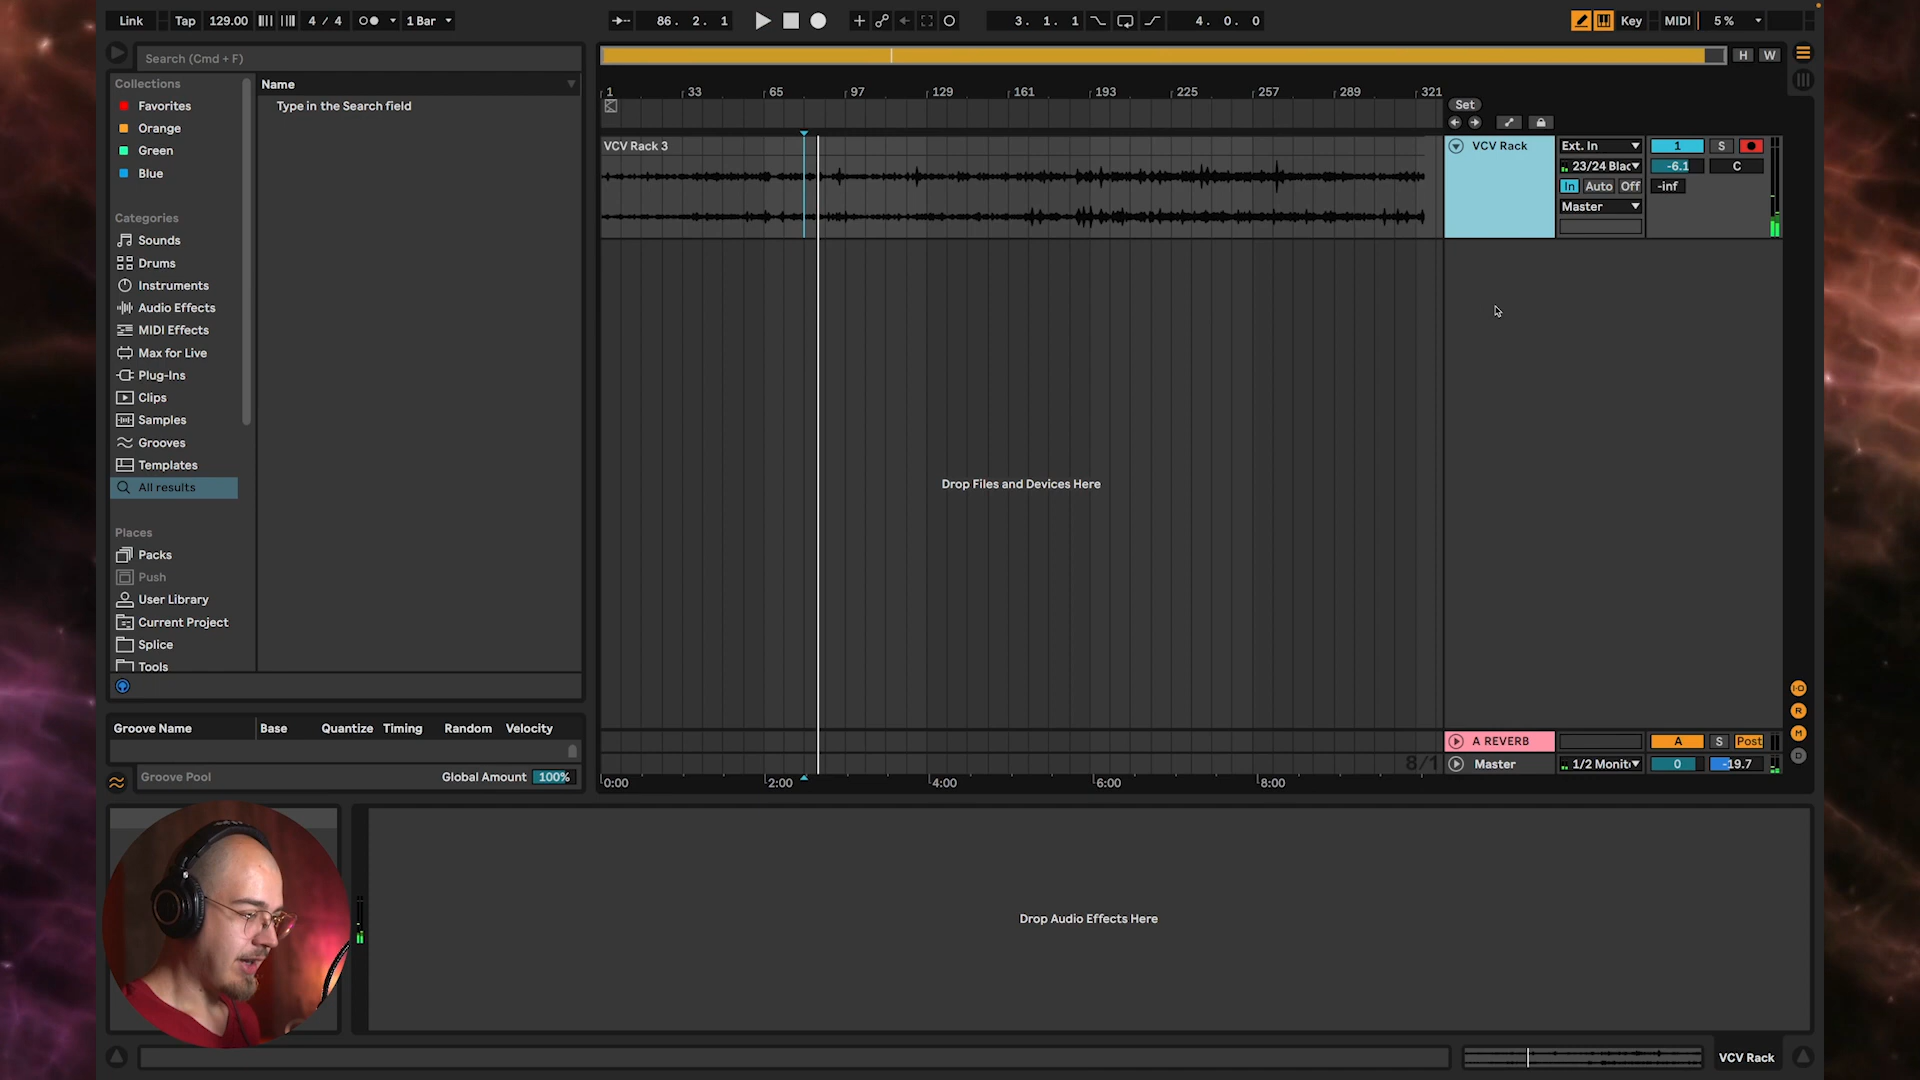 Link Tap 129.00 4 / 4 1 Bar 86. 2. 1 3. 1. 1 4. 0. 0 Key MIDI 5 %
Search (Cmd + F)
H W
Collections
Favorites
Orange
Green
Blue
Categories
Sounds
Drums
Instruments
Audio Effects
MIDI Effects
Max for Live
Plug-Ins
Clips
Samples
Grooves
Templates
All results
Places
Packs
Push
User Library
Current Project
Splice
Tools
Name
Type in the Search field
1 33 65 97 129 161 193 225 257 289 321
Set
VCV Rack 3
VCV Rack
Ext. In 1 S
23/24 Blac -6.1 C
In Auto Off -inf
Master
Drop Files and Devices Here
I·O
R
M
D
A REVERB A S Post
8/1
Master 1/2 Monit 0 -19.7
0:00 2:00 4:00 6:00 8:00
Groove Name Base Quantize Timing Random Velocity
Groove Pool Global Amount 100%
Drop Audio Effects Here
VCV Rack